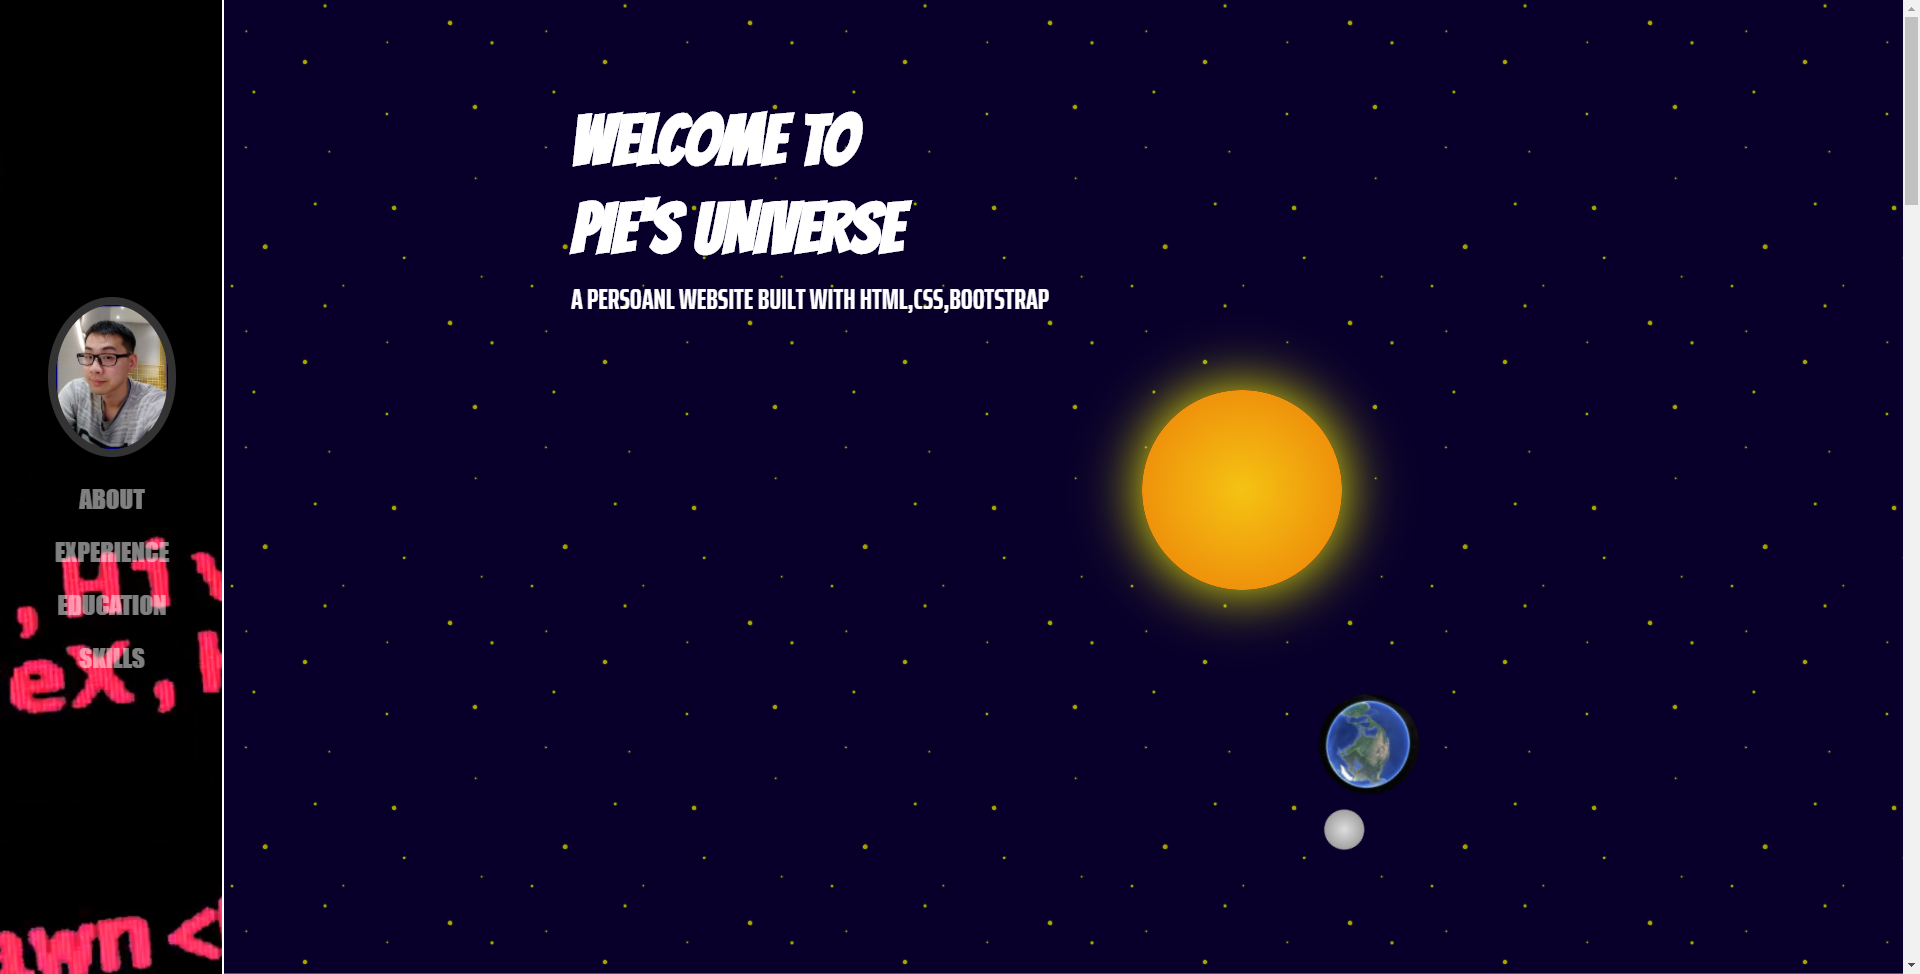 WELCOME TO
PIE'S UNIVERSE
A PERSOANL WEBSITE BUILT WITH HTML,CSS,BOOTSTRAP
ABOUT
EXPERIENCE
, Hi
EDUCATION
SKILLS
ex,
awn <